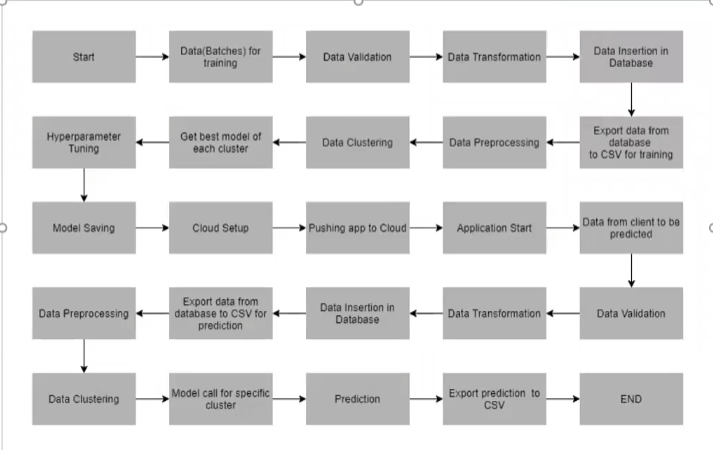 Start
Data(Batches) for
training
Data Validation
Data Transformation
Data Insertion in
Database
Export data from
database
to CSV for training
Data Preprocessing
Data Clustering
Get best model of
each cluster
Hyperparameter
Tuning
Model Saving
Cloud Setup
Pushing app to Cloud
Application Start
Data from client to be
predicted
Data Validation
Data Transformation
Data Insertion in
Database
Export data from
database to CSV for
prediction
Data Preprocessing
Data Clustering
Model call for specific
cluster
Prediction
Export prediction to
CSV
END